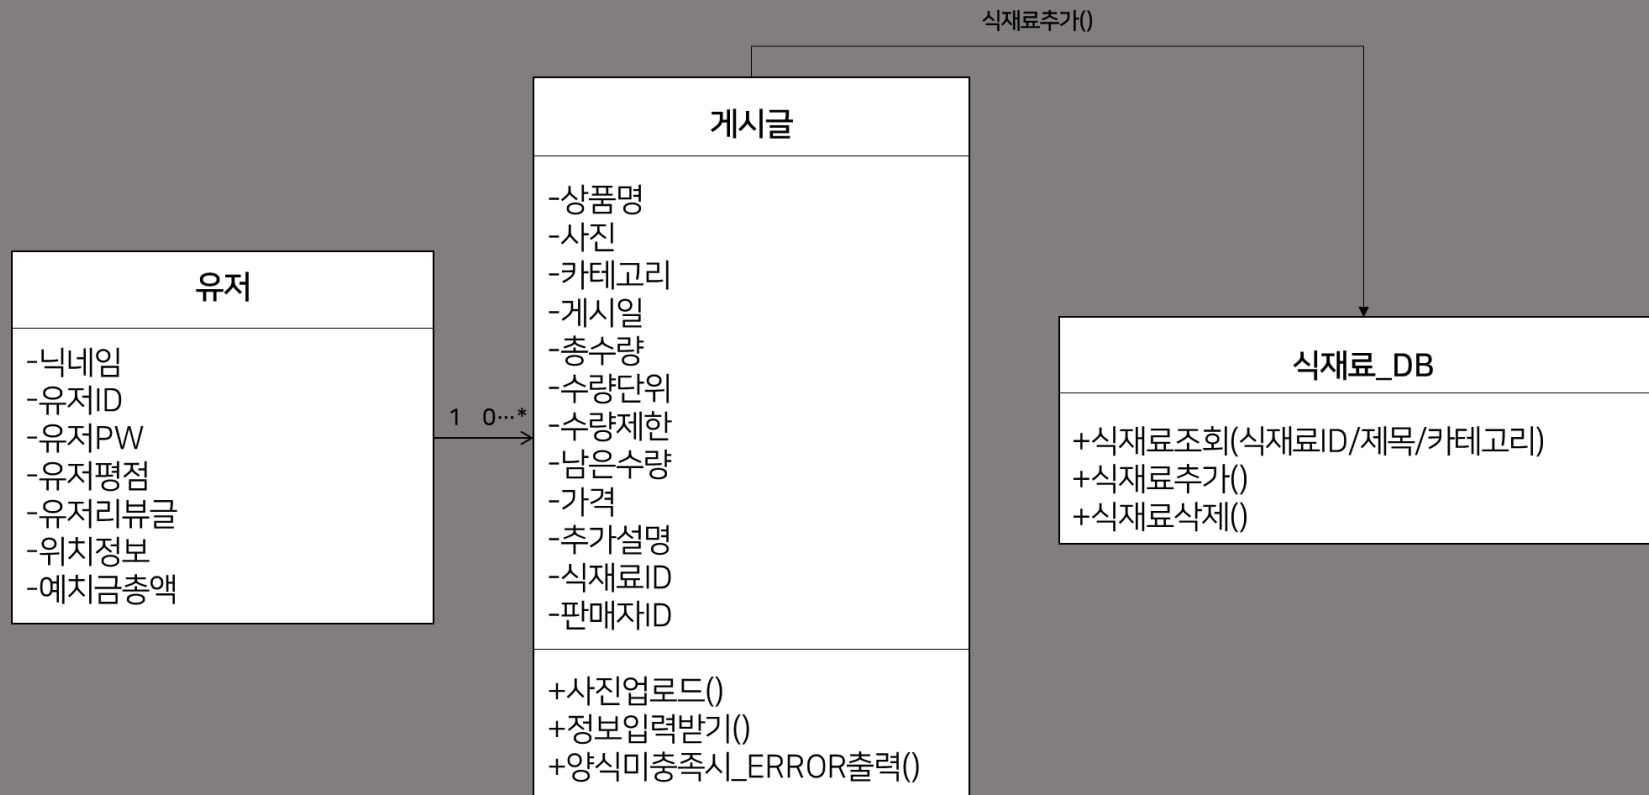 식재료추가()
게시글
-상품명
-사진
-카테고리
-게시일
-총수량
-수량단위
-수량제한
-남은수량
-가격
-추가설명
-식재료ID
-판매자ID
+사진업로드()
+정보입력받기()
+양식미충족시_ERROR출력()
유저
-닉네임
-유저ID
-유저PW
-유저평점
-유저리뷰글
-위치정보
-예치금총액
1 0…*
식재료_DB
+식재료조회(식재료ID/제목/카테고리)
+식재료추가()
+식재료삭제()